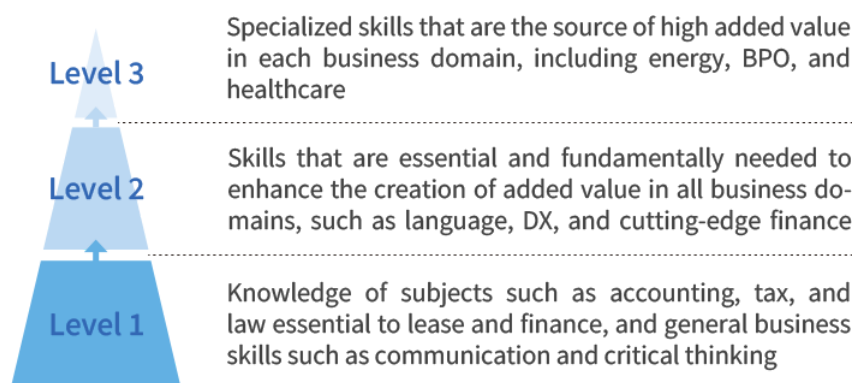 Level 3
Specialized skills that are the source of high added value
in each business domain, including energy, BPO, and
healthcare
Level 2
Skills that are essential and fundamentally needed to
enhance the creation of added value in all business do-
mains, such as language, DX, and cutting-edge finance
Level 1
Knowledge of subjects such as accounting, tax, and
law essential to lease and finance, and general business
skills such as communication and critical thinking